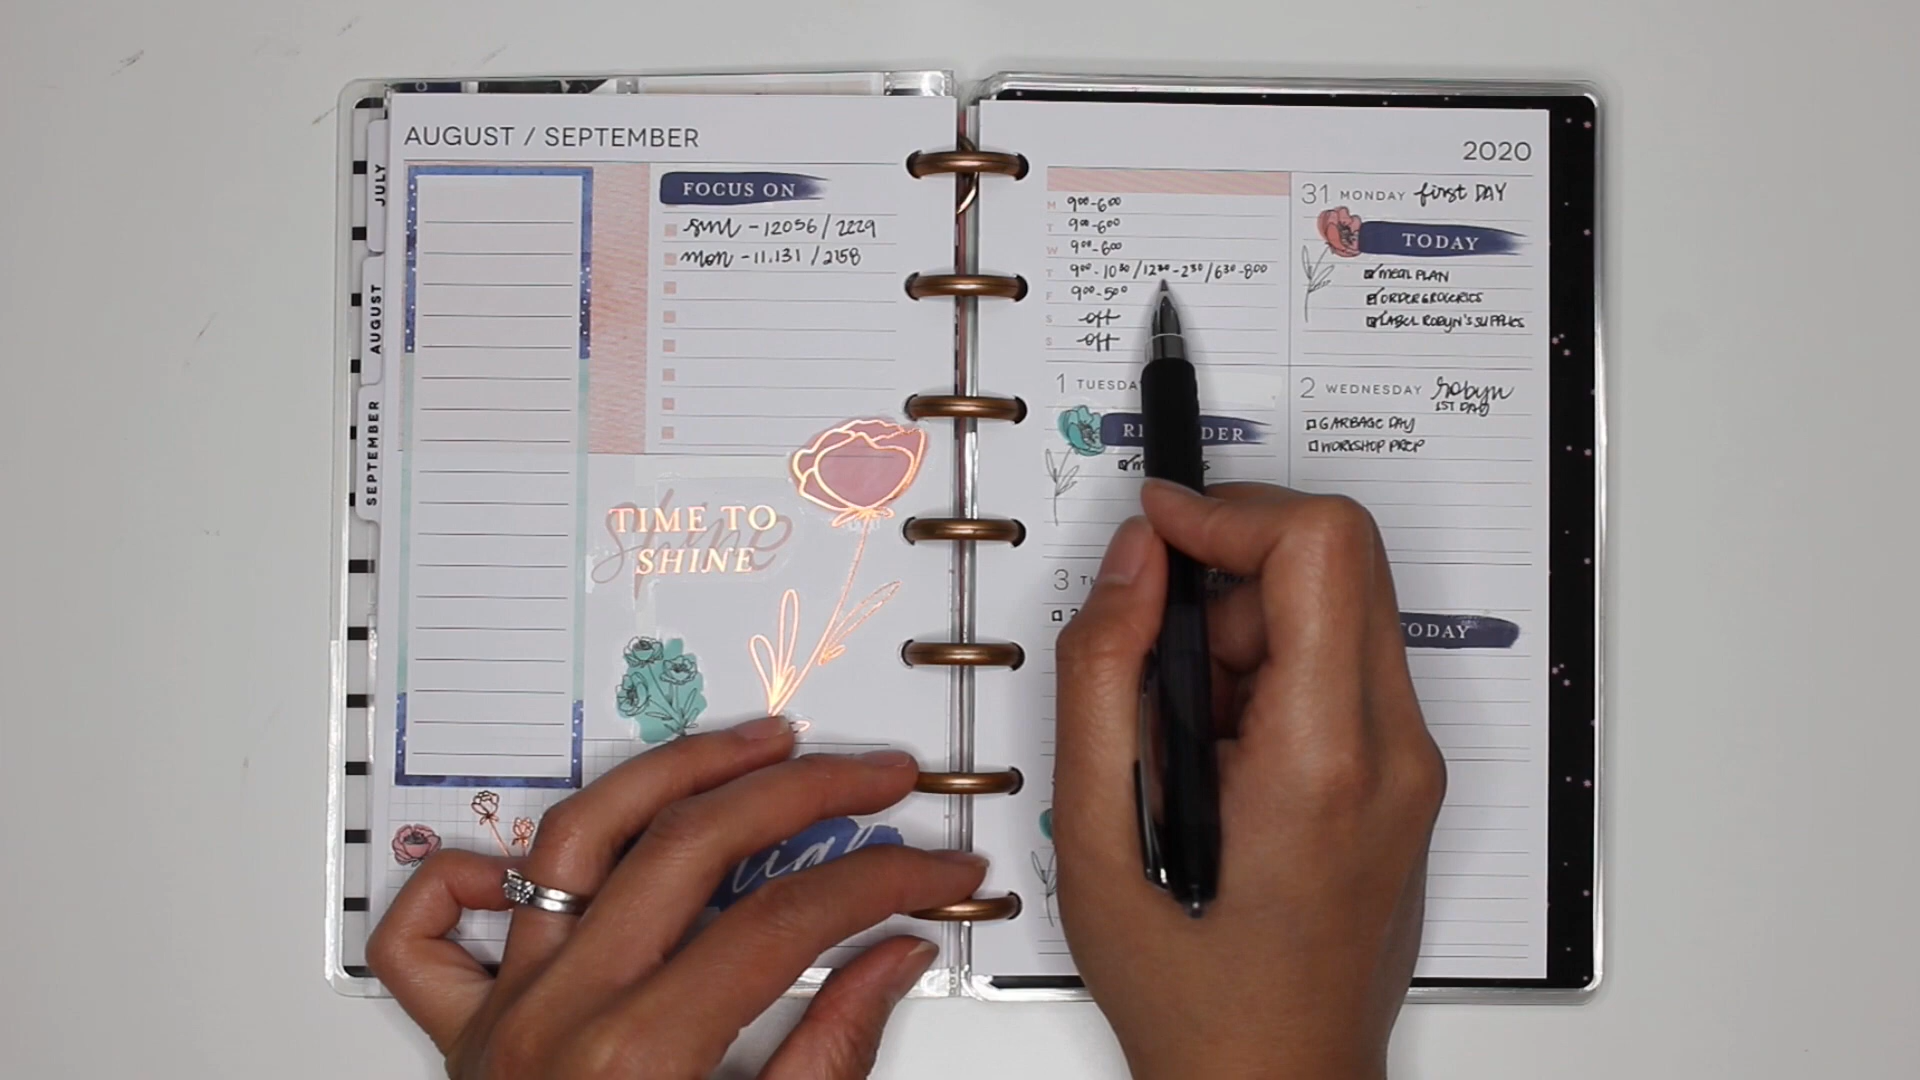 AUGUST / SEPTEMBER
JULY
AUGUST
SEPTEMBER
FOCUS ON
sun - 12056 / 2229
mon - 11,131 / 2158
shine
TIME TO
SHINE
2020
M 9:00-6:00
T 9:00-6:00
W 9:00-6:00
T 9:00-10:30 / 12:30-2:30 / 6:30-8:00
F 9:00-5:00
S off
S off
31 MONDAY first DAY
TODAY
MEAL PLAN
ORDER GROCERIES
LABEL ROBYN'S SUPPLIES
1 TUESDAY
2 WEDNESDAY robyn
1ST DAY
GARBAGE DAY
WORKSHOP PREP
3
TODAY